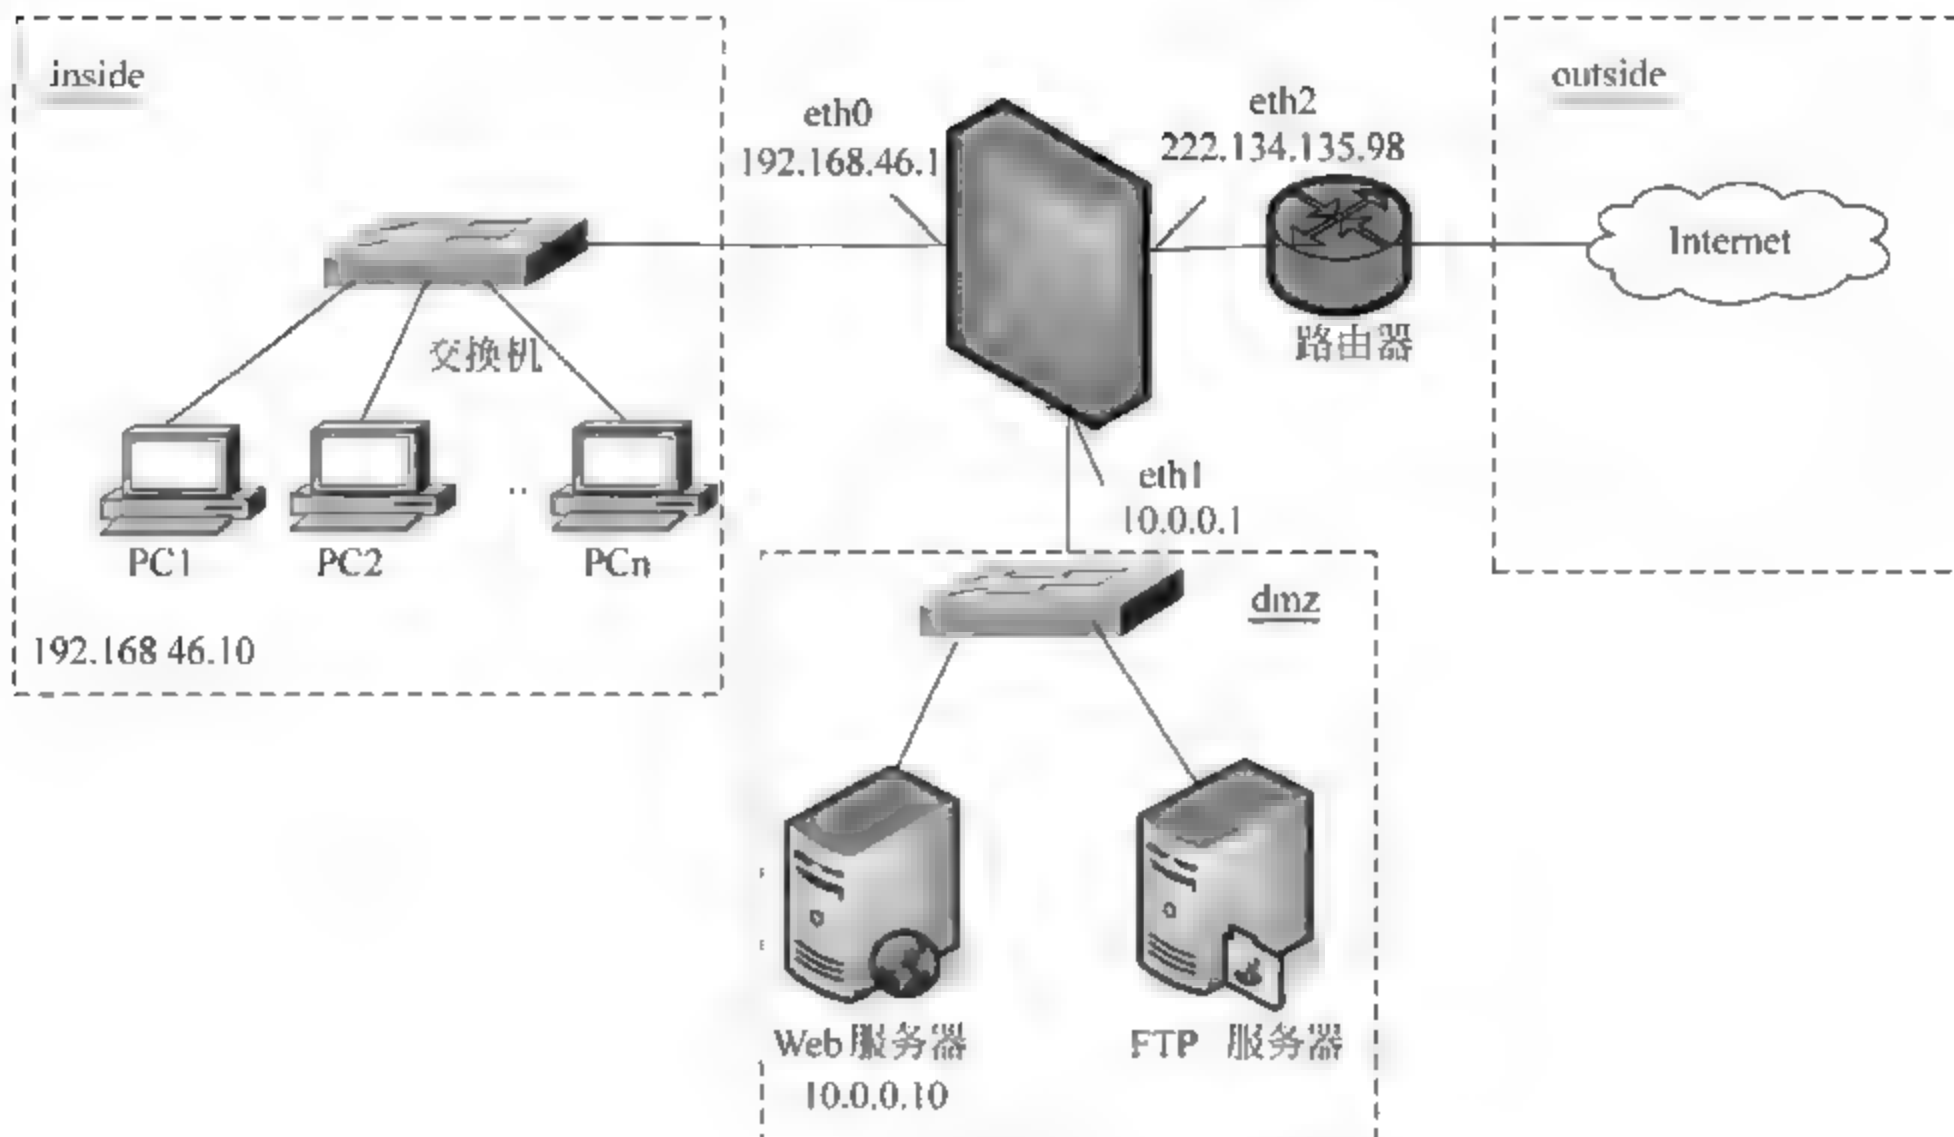 inside
outside
eth0
192.168.46.1
eth2
222.134.135.98
Internet
交换机
路由器
eth1
10.0.0.1
PC1
PC2
..
PCn
dmz
192.168 46.10
Web服务器
FTP 服务器
10.0.0.10